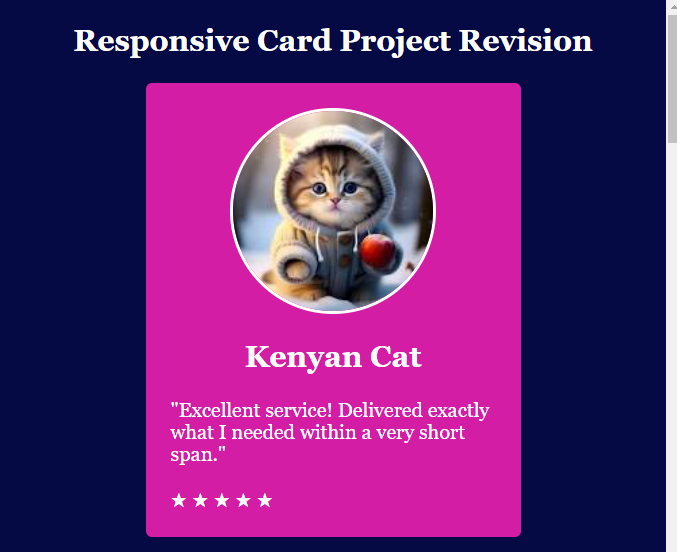 Responsive Card Project Revision
Kenyan Cat
"Excellent service! Delivered exactly
what I needed within a very short
span."
★ ★ ★ ★ ★